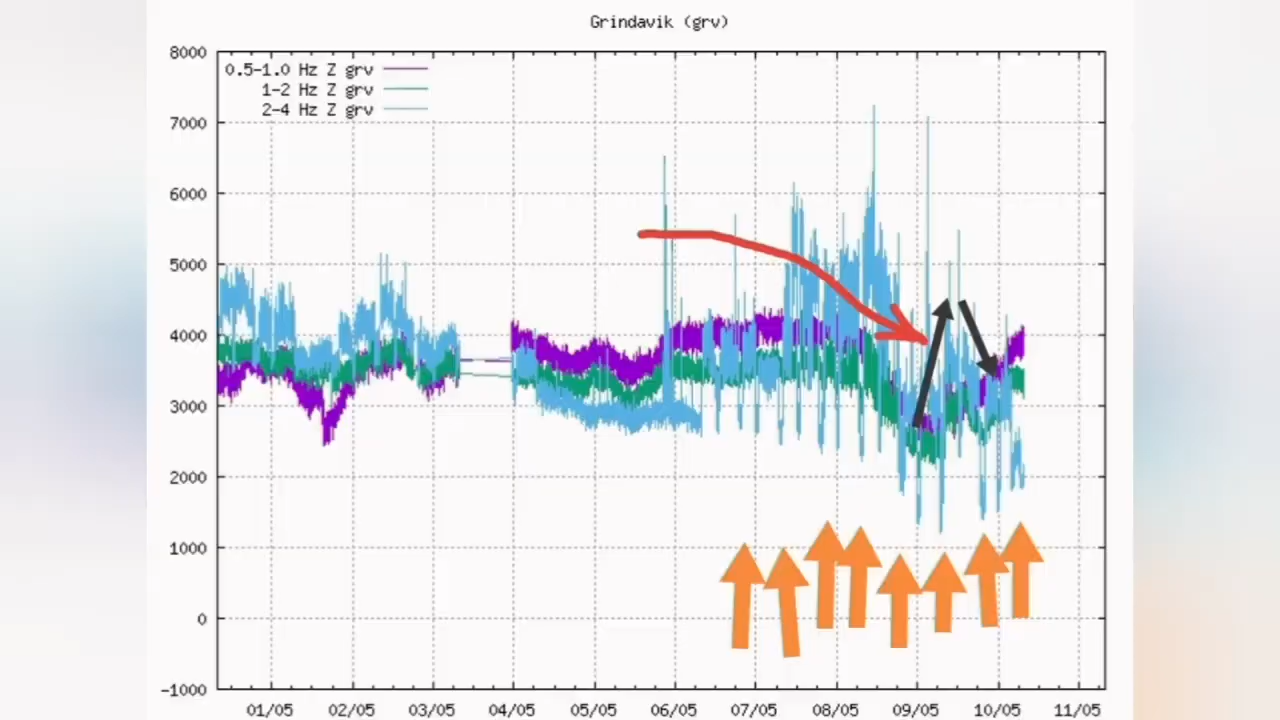 Grindavik (grv)
8000
0.5-1.0 Hz Z grv
1-2 Hz Z grv
2-4 Hz Z grv
7000
6000
5000
4000
3000
2000
1000
0
-1000
01/05 02/05 03/05 04/05 05/05 06/05 07/05 08/05 09/05 10/05 11/05